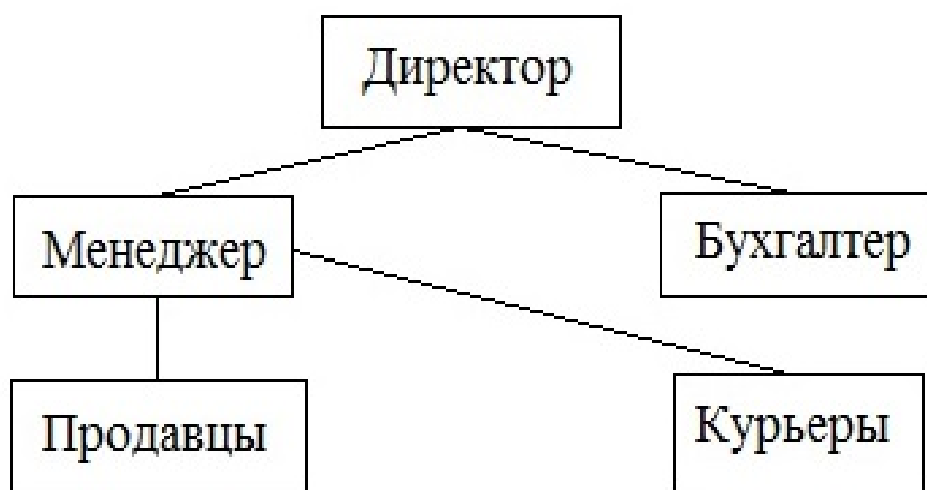 Директор
Менеджер
Бухгалтер
Продавцы
Курьеры